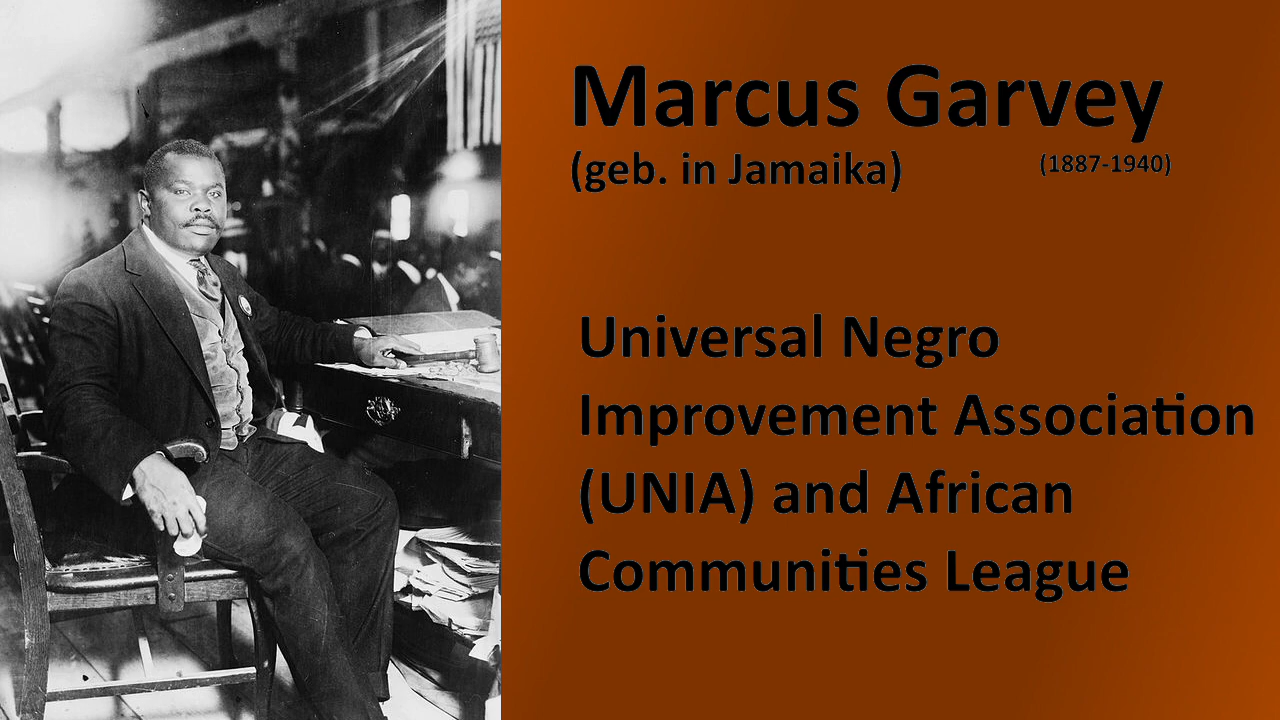 Marcus Garvey
(geb. in Jamaika) (1887-1940)
Universal Negro
Improvement Association
(UNIA) and African
Communities League